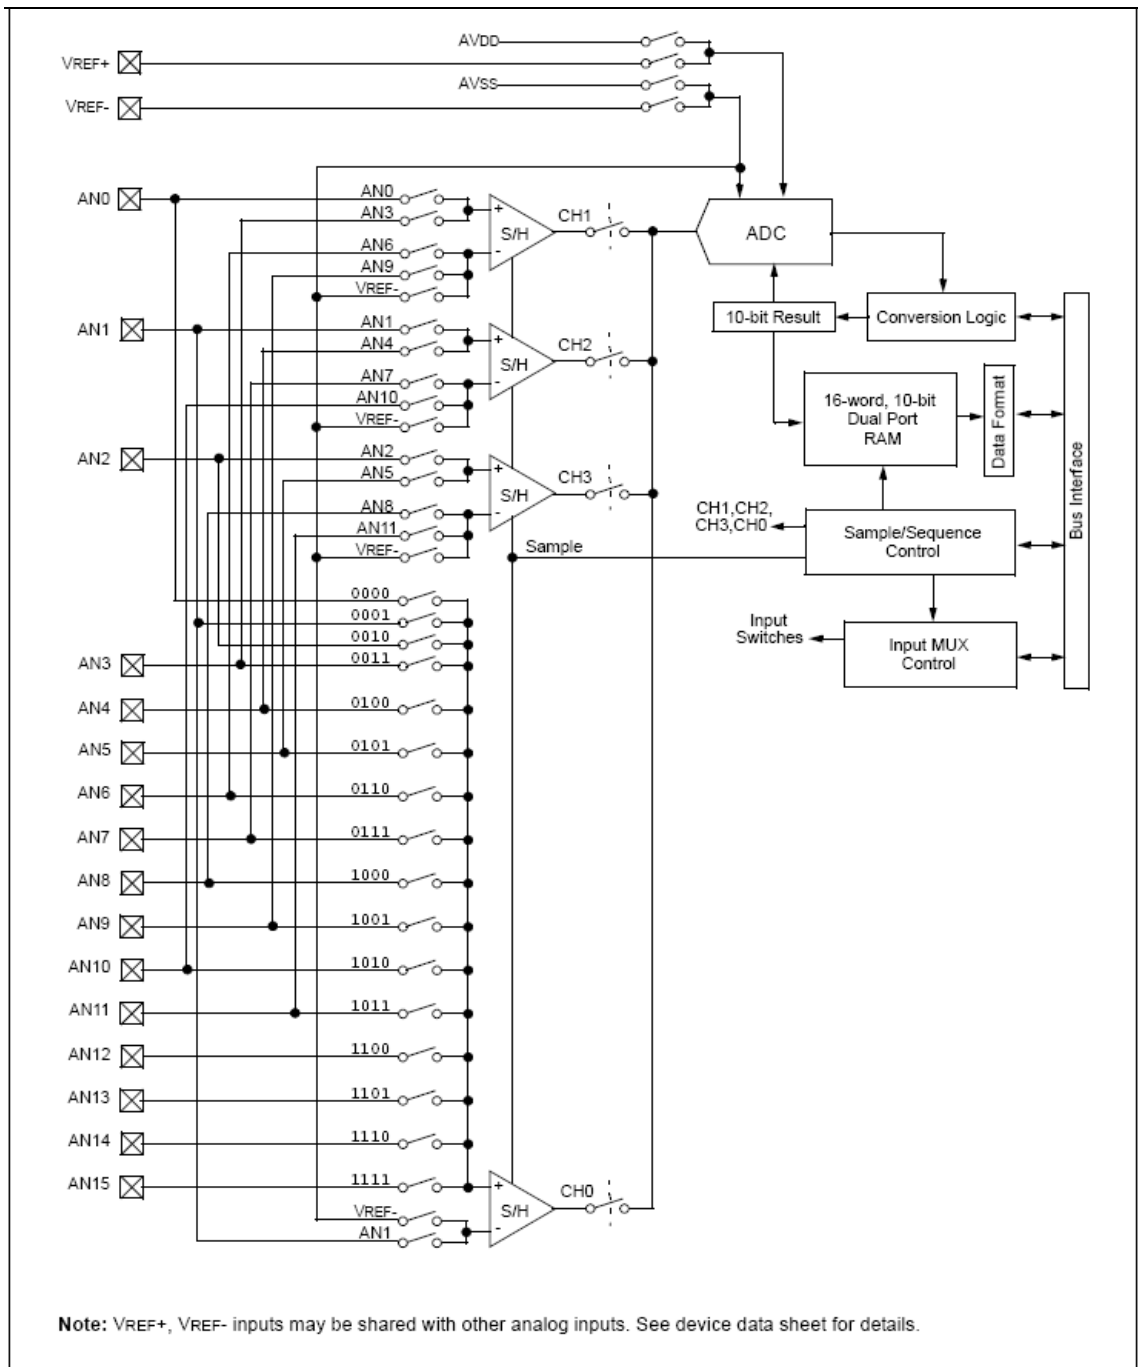 AVDD
VREF+
AVSS
VREF-
AN0
AN0
AN3
AN6
AN9
VREF-
+
-
S/H
CH1
ADC
10-bit Result
Conversion Logic
AN1
AN1
AN4
AN7
AN10
VREF-
+
-
S/H
CH2
16-word, 10-bit
Dual Port
RAM
Data Format
Bus Interface
AN2
AN2
AN5
AN8
AN11
VREF-
+
-
S/H
CH3
CH1,CH2,
CH3,CH0
Sample/Sequence
Control
Sample
Input
Switches
Input MUX
Control
0000
0001
0010
AN3 0011
AN4 0100
AN5 0101
AN6 0110
AN7 0111
AN8 1000
AN9 1001
AN10 1010
AN11 1011
AN12 1100
AN13 1101
AN14 1110
AN15 1111
VREF-
AN1
+
-
S/H
CH0
Note: VREF+, VREF- inputs may be shared with other analog inputs. See device data sheet for details.